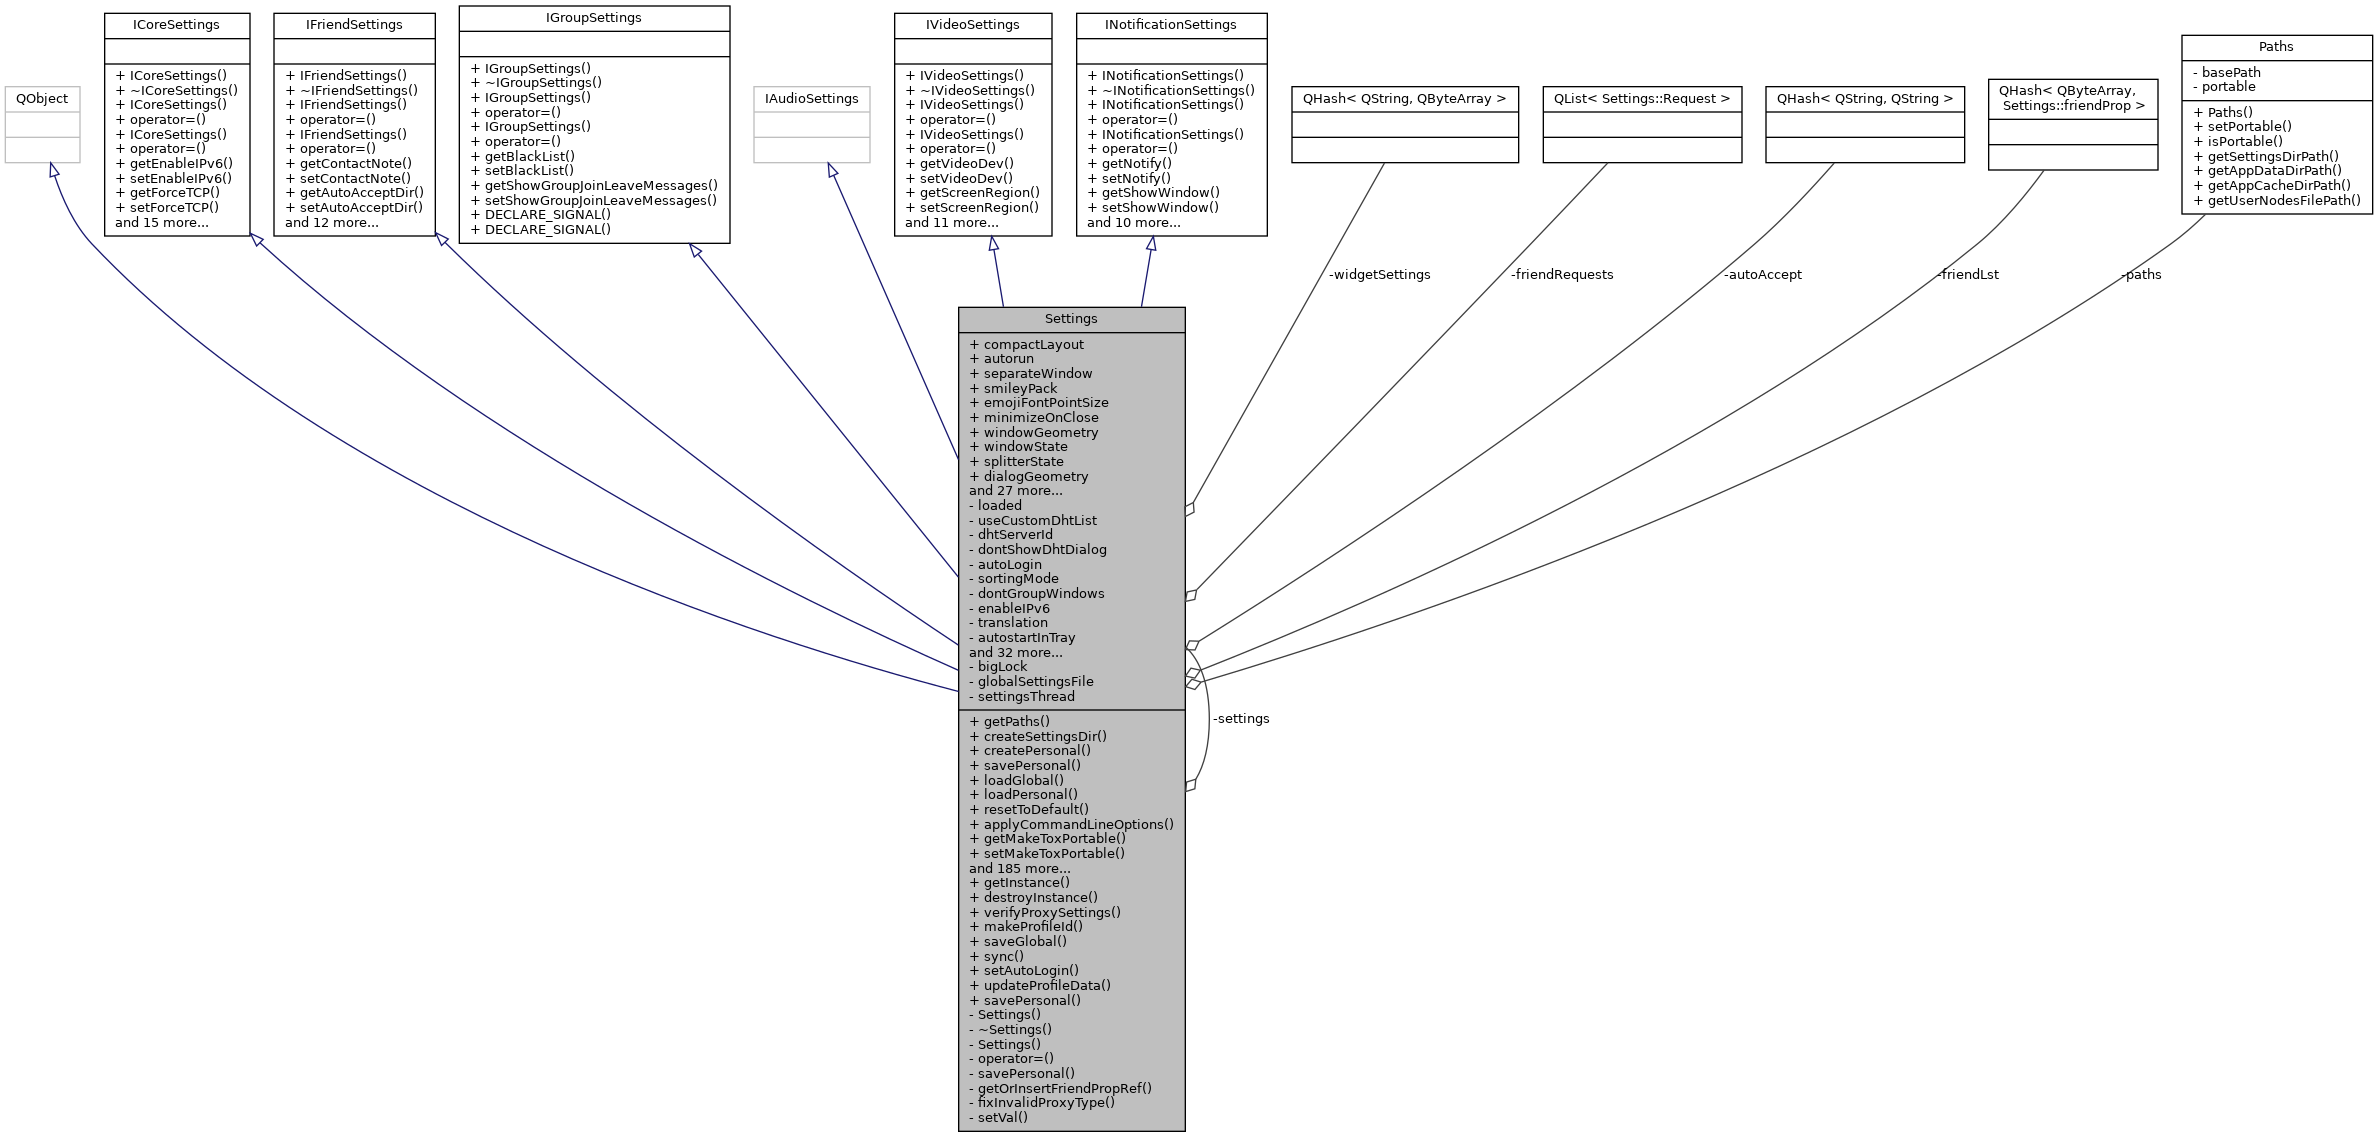 QObject
ICoreSettings
+ ICoreSettings()
+ ~ICoreSettings()
+ ICoreSettings()
+ operator=()
+ ICoreSettings()
+ operator=()
+ getEnableIPv6()
+ setEnableIPv6()
+ getForceTCP()
+ setForceTCP()
and 15 more...
IFriendSettings
+ IFriendSettings()
+ ~IFriendSettings()
+ IFriendSettings()
+ operator=()
+ IFriendSettings()
+ operator=()
+ getContactNote()
+ setContactNote()
+ getAutoAcceptDir()
+ setAutoAcceptDir()
and 12 more...
IGroupSettings
+ IGroupSettings()
+ ~IGroupSettings()
+ IGroupSettings()
+ operator=()
+ IGroupSettings()
+ operator=()
+ getBlackList()
+ setBlackList()
+ getShowGroupJoinLeaveMessages()
+ setShowGroupJoinLeaveMessages()
+ DECLARE_SIGNAL()
+ DECLARE_SIGNAL()
IAudioSettings
IVideoSettings
+ IVideoSettings()
+ ~IVideoSettings()
+ IVideoSettings()
+ operator=()
+ IVideoSettings()
+ operator=()
+ getVideoDev()
+ setVideoDev()
+ getScreenRegion()
+ setScreenRegion()
and 11 more...
INotificationSettings
+ INotificationSettings()
+ ~INotificationSettings()
+ INotificationSettings()
+ operator=()
+ INotificationSettings()
+ operator=()
+ getNotify()
+ setNotify()
+ getShowWindow()
+ setShowWindow()
and 10 more...
QHash< QString, QByteArray >
QList< Settings::Request >
QHash< QString, QString >
QHash< QByteArray,
Settings::friendProp >
Paths
- basePath
- portable
+ Paths()
+ setPortable()
+ isPortable()
+ getSettingsDirPath()
+ getAppDataDirPath()
+ getAppCacheDirPath()
+ getUserNodesFilePath()
-widgetSettings
-friendRequests
-autoAccept
-friendLst
-paths
Settings
+ compactLayout
+ autorun
+ separateWindow
+ smileyPack
+ emojiFontPointSize
+ minimizeOnClose
+ windowGeometry
+ windowState
+ splitterState
+ dialogGeometry
and 27 more...
- loaded
- useCustomDhtList
- dhtServerId
- dontShowDhtDialog
- autoLogin
- sortingMode
- dontGroupWindows
- enableIPv6
- translation
- autostartInTray
and 32 more...
- bigLock
- globalSettingsFile
- settingsThread
+ getPaths()
+ createSettingsDir()
+ createPersonal()
+ savePersonal()
+ loadGlobal()
+ loadPersonal()
+ resetToDefault()
+ applyCommandLineOptions()
+ getMakeToxPortable()
+ setMakeToxPortable()
and 185 more...
+ getInstance()
+ destroyInstance()
+ verifyProxySettings()
+ makeProfileId()
+ saveGlobal()
+ sync()
+ setAutoLogin()
+ updateProfileData()
+ savePersonal()
- Settings()
- ~Settings()
- Settings()
- operator=()
- savePersonal()
- getOrInsertFriendPropRef()
- fixInvalidProxyType()
- setVal()
-settings